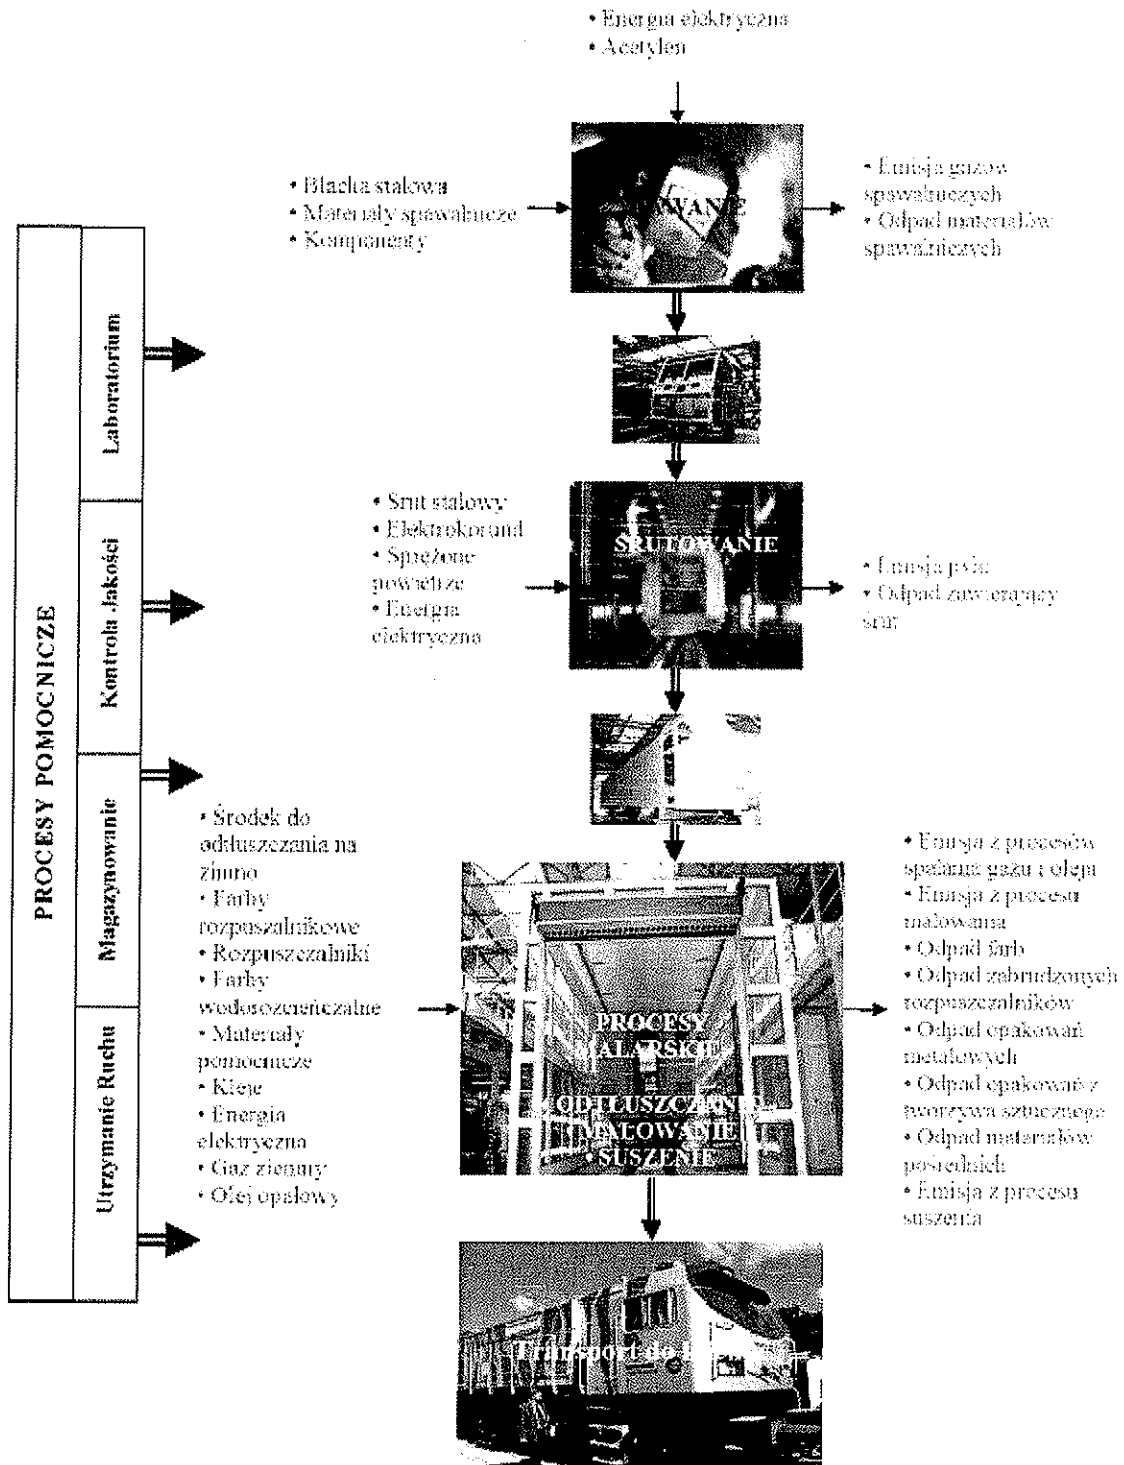 • Energia elektryczna
• Acetylen
• Blacha stalowa
• Materiały spawalnicze
• Komponenty
WANIE
• Emisja gazów
spawalniczych
• Odpad materiałów
spawalniczych
PROCESY POMOCNICZE
Laboratorium
Kontrola Jakości
Magazynowanie
Utrzymanie Ruchu
• Śrut stalowy
• Elektrokorund
• Sprężone
powietrze
• Energia
elektryczna
ŚRUTOWANIE
• Emisja pyłu
• Odpad zawierający
śrut
• Środek do
odtłuszczania na
zimno
• Farby
rozpuszalnikowe
• Rozpuszczalniki
• Farby
wodorozcieńczalne
• Materiały
pomocnicze
• Kleje
• Energia
elektryczna
• Gaz ziemny
• Olej opałowy
PROCESY
MALARSKIE
• ODTŁUSZCZANIE
• MALOWANIE
• SUSZENIE
• Emisja z procesów
spalania gazu i oleju
• Emisja z procesu
malowania
• Odpad farb
• Odpad zabrudzonych
rozpuszczalników
• Odpad opakowań
metalowych
• Odpad opakowań z
tworzywa sztucznego
• Odpad materiałów
pośrednich
• Emisja z procesu
suszenia
Transport do